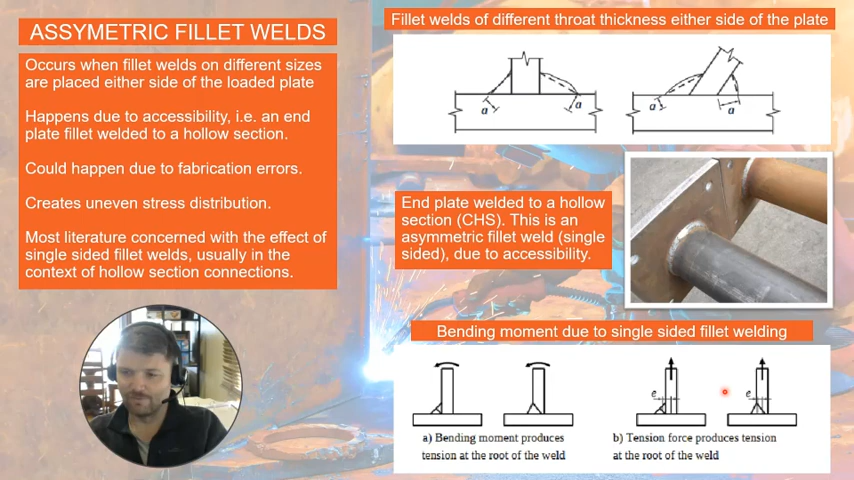 ASSYMETRIC FILLET WELDS
Occurs when fillet welds on different sizes
are placed either side of the loaded plate
Happens due to accessibility, i.e. an end
plate fillet welded to a hollow section.
Could happen due to fabrication errors.
Creates uneven stress distribution.
Most literature concerned with the effect of
single sided fillet welds, usually in the
context of hollow section connections.
Fillet welds of different throat thickness either side of the plate
a
a
a
a
End plate welded to a hollow
section (CHS). This is an
asymmetric fillet weld (single
sided), due to accessibility.
Bending moment due to single sided fillet welding
e
e
a) Bending moment produces
tension at the root of the weld
b) Tension force produces tension
at the root of the weld